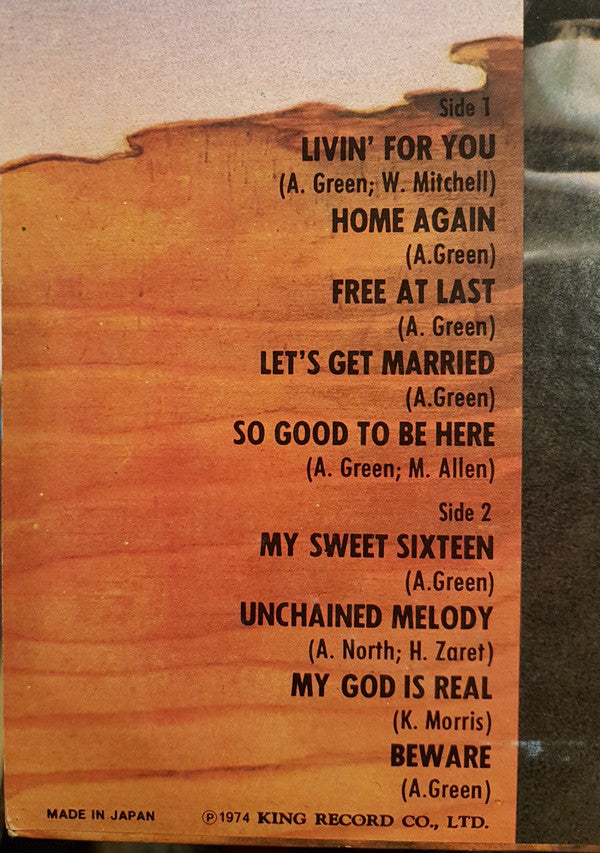 Side 1
LIVIN' FOR YOU
(A. Green; W. Mitchell)
HOME AGAIN
(A.Green)
FREE AT LAST
(A. Green)
LET'S GET MARRIED
(A.Green)
SO GOOD TO BE HERE
(A. Green; M. Allen)
Side 2
MY SWEET SIXTEEN
(A.Green)
UNCHAINED MELODY
(A. North; H. Zaret)
MY GOD IS REAL
(K. Morris)
BEWARE
(A.Green)
MADE IN JAPAN ℗1974 KING RECORD CO., LTD.